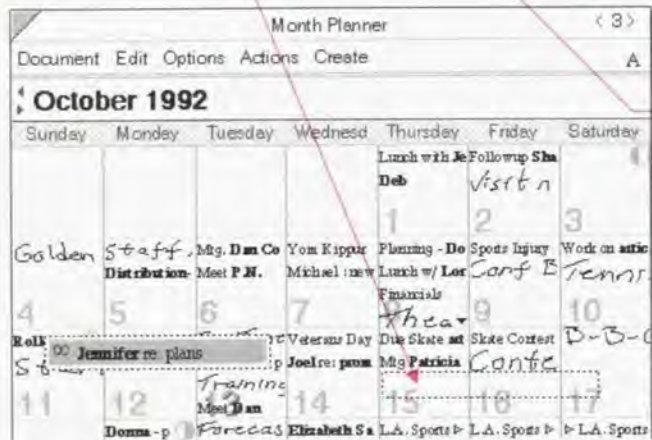 Month Planner < 3 >
Document Edit Options Actions Create A
October 1992
Sunday Monday Tuesday Wednesd Thursday Friday Saturday
Lunch with Je Followup Sha
Deb Visit n
1 2 3
Golden Staff, Mtg. Dan Co Yom Kippur Planning - Do Sports Injury Work on antic
Distribution- Meet P.N. Michael : new Lunch w/ Lor Conf B Tennis
Financials
4 5 6 7 Thea 9 10
Veterans Day Due Skate art Skate Contest B-B-
∞ Jennifer re: plans
p Joel re: prom Mtg Patricia Conte
Training
11 12 13 14 15 16 17
Meet Dan
Donna - p Forecas Elizabeth Sa L.A. Sports L.A. Sports L.A. Sports